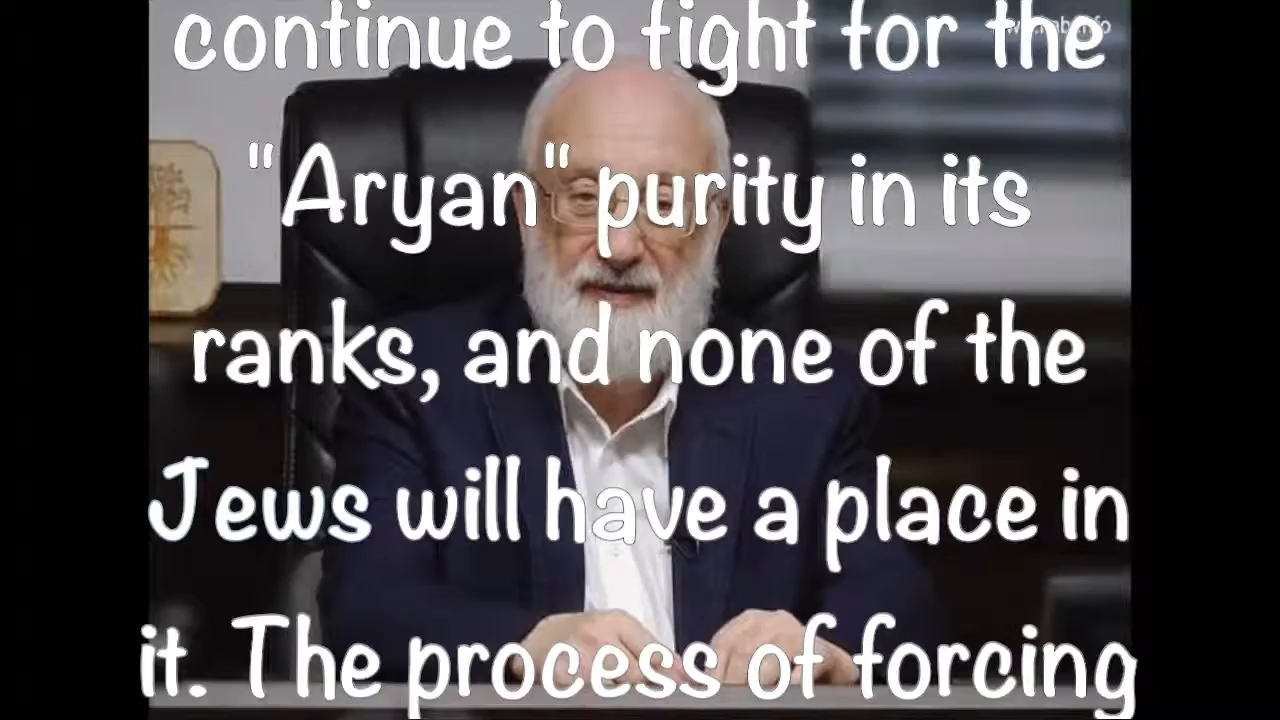 continue to fight for the
"Aryan" purity in its
ranks, and none of the
Jews will have a place in
it. The process of forcing